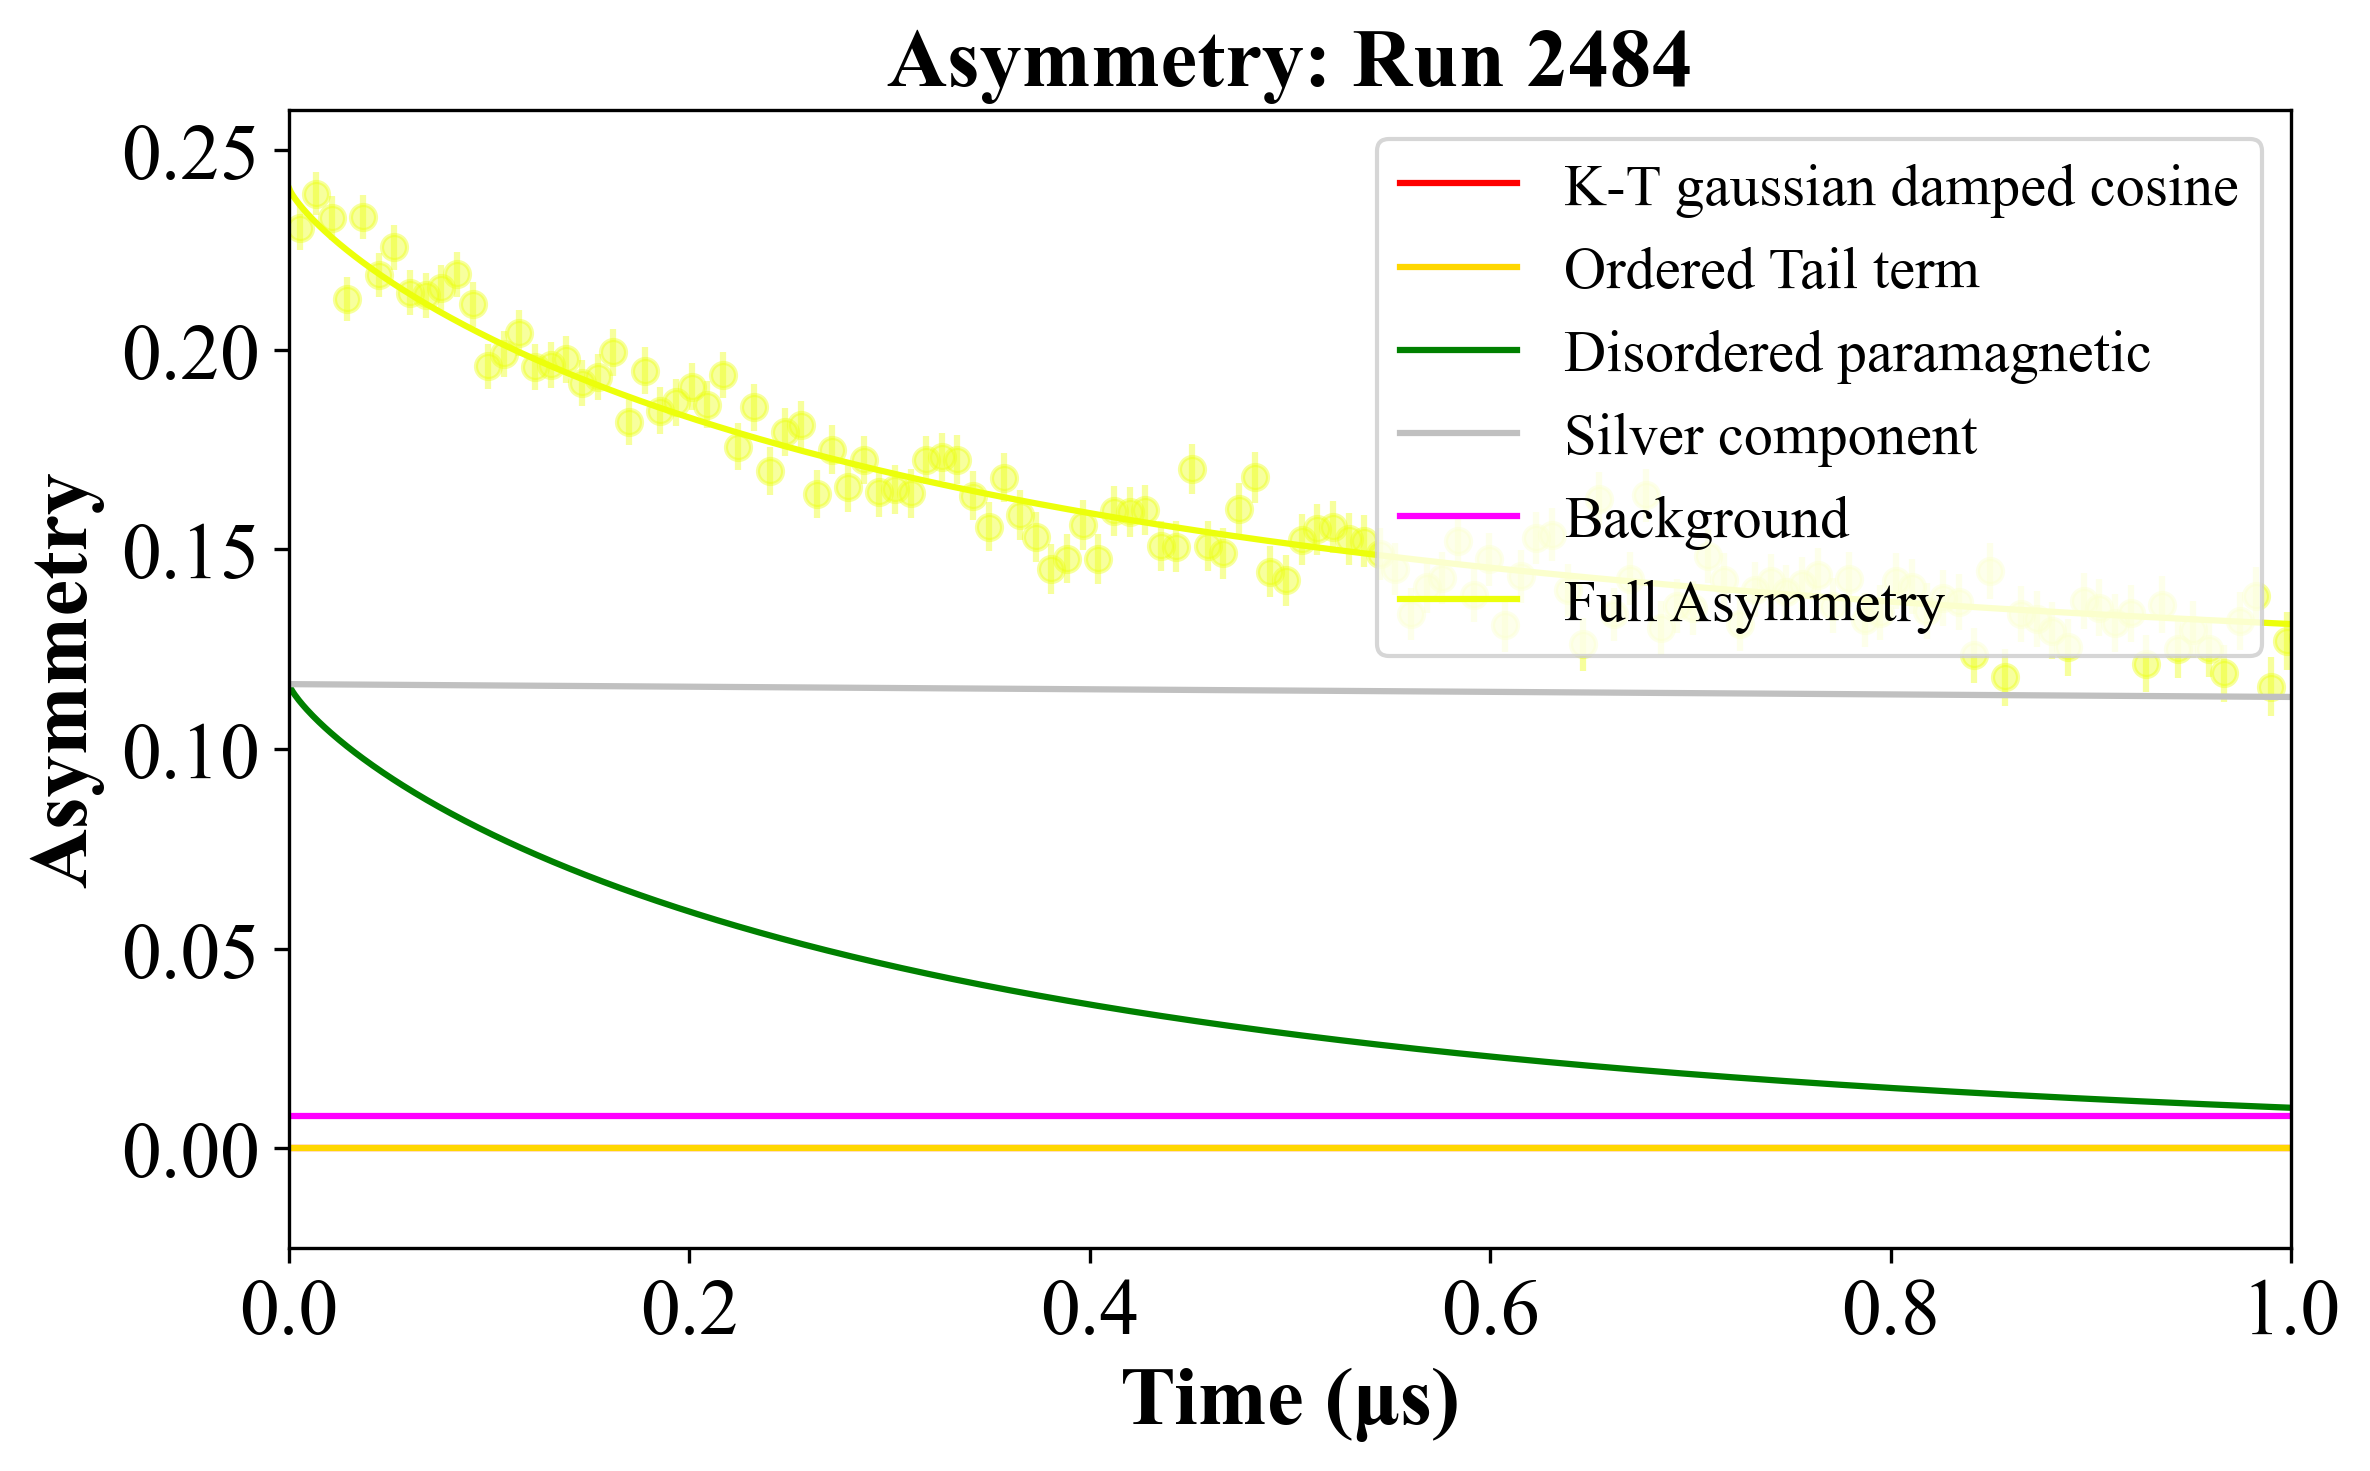 Asymmetry: Run 2484
0.25
0.20
0.15
0.10
0.05
0.00
Asymmetry
K-T gaussian damped cosine
Ordered Tail term
Disordered paramagnetic
Silver component
Background
Full Asymmetry
0.0 0.2 0.4 0.6 0.8 1.0
Time (μs)